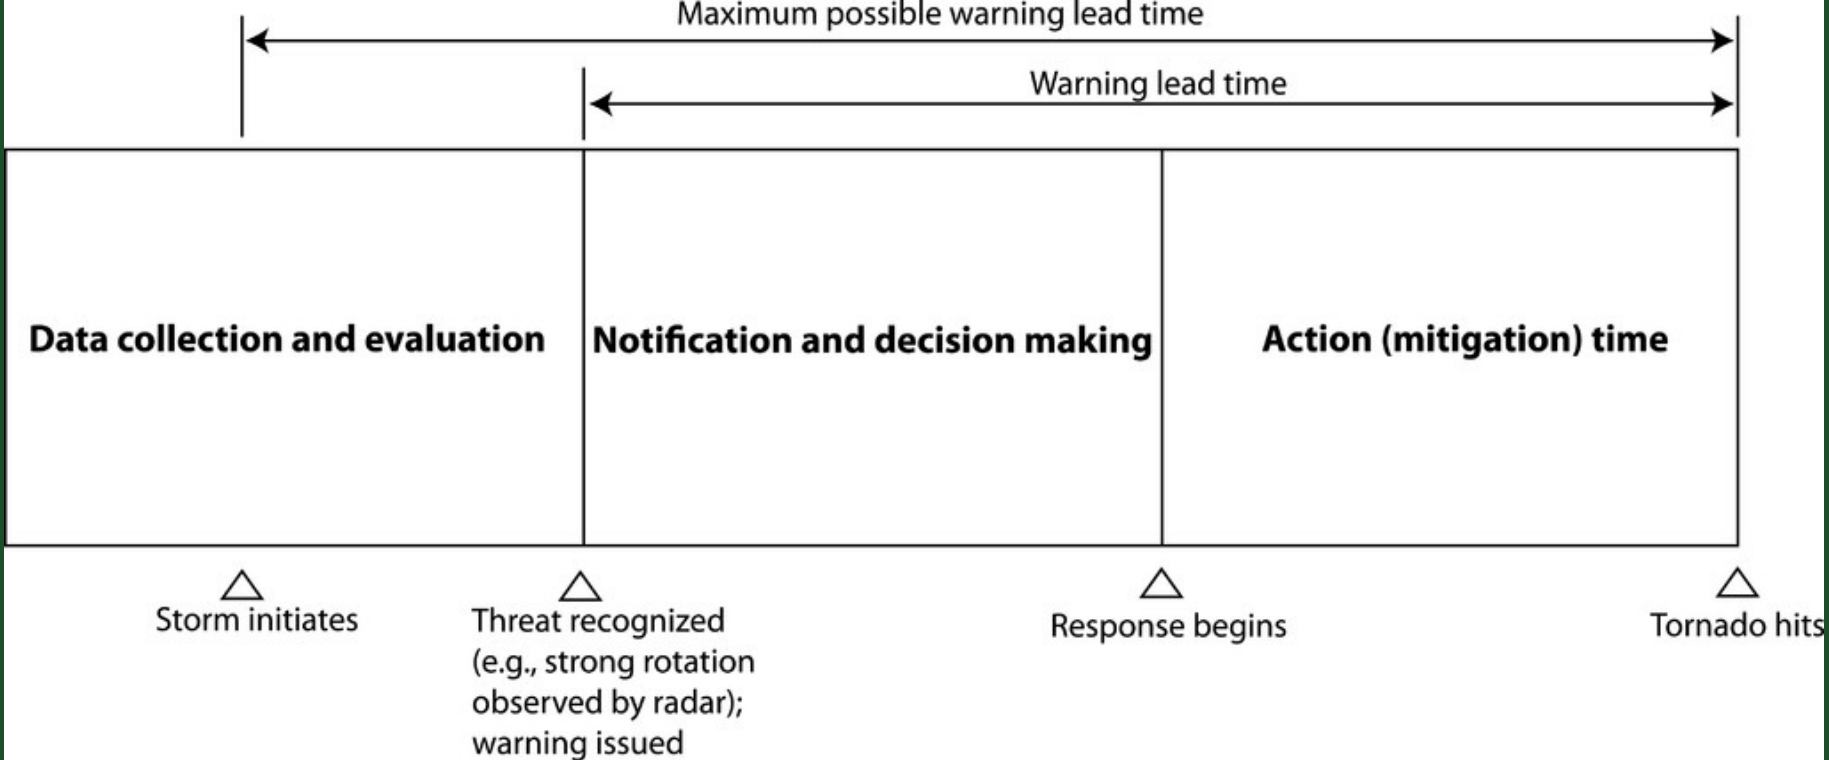 Maximum possible warning lead time
Warning lead time
Data collection and evaluation
Notification and decision making
Action (mitigation) time
Storm initiates
Threat recognized
(e.g., strong rotation
observed by radar);
warning issued
Response begins
Tornado hits